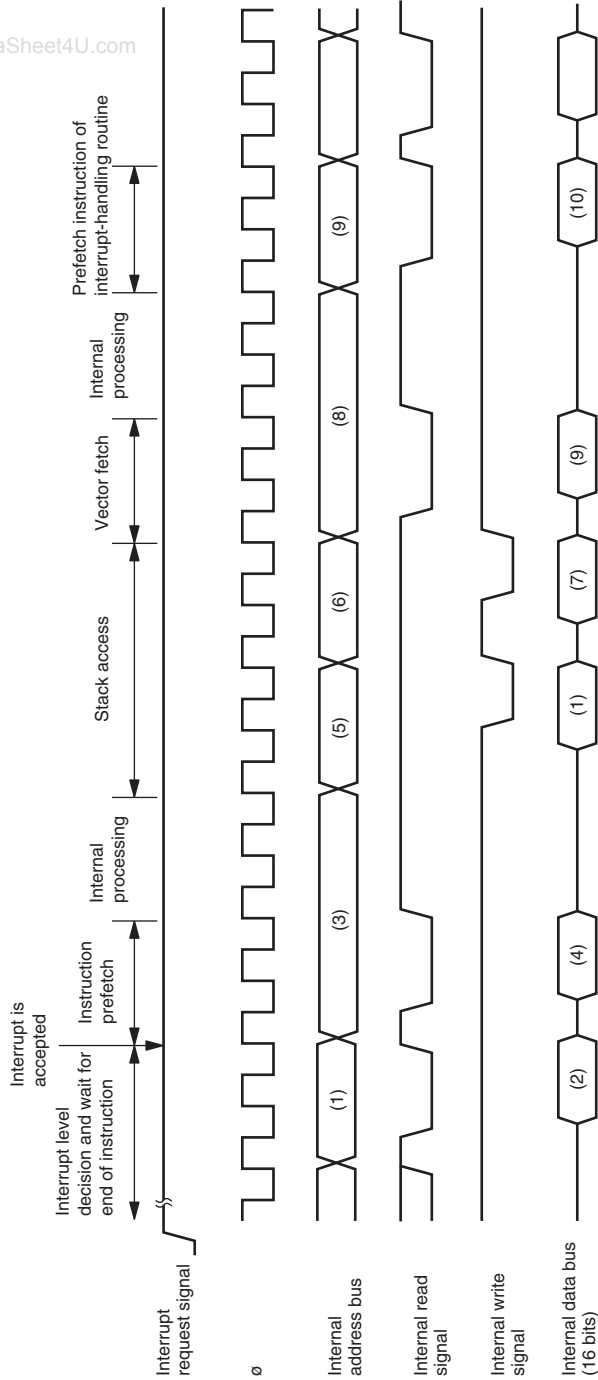 aSheet4U.com
Interrupt is
accepted
Interrupt level
decision and wait for
end of instruction
Instruction
prefetch
Internal
processing
Stack access
Vector fetch
Internal
processing
Prefetch instruction of
interrupt-handling routine
Interrupt
request signal
ø
Internal
address bus
(1)
(3)
(5)
(6)
(8)
(9)
Internal read
signal
Internal write
signal
Internal data bus
(16 bits)
(2)
(4)
(1)
(7)
(9)
(10)